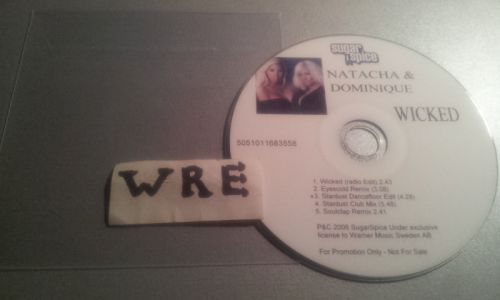 sugar
n spice
NATACHA &
DOMINIQUE
WICKED
5051011683558
WRE
1. Wicked (radio Edit) 2.43
2. Eyescold Remix (3.08)
+3. Stardust Dancefloor Edit (4.28)
4. Stardust Club Mix (5.48)
5. Souldap Remix 2.41
P&C 2006 SugarSpice Under exclusive
license to Warner Music Sweden AB
For Promotion Only - Not For Sale